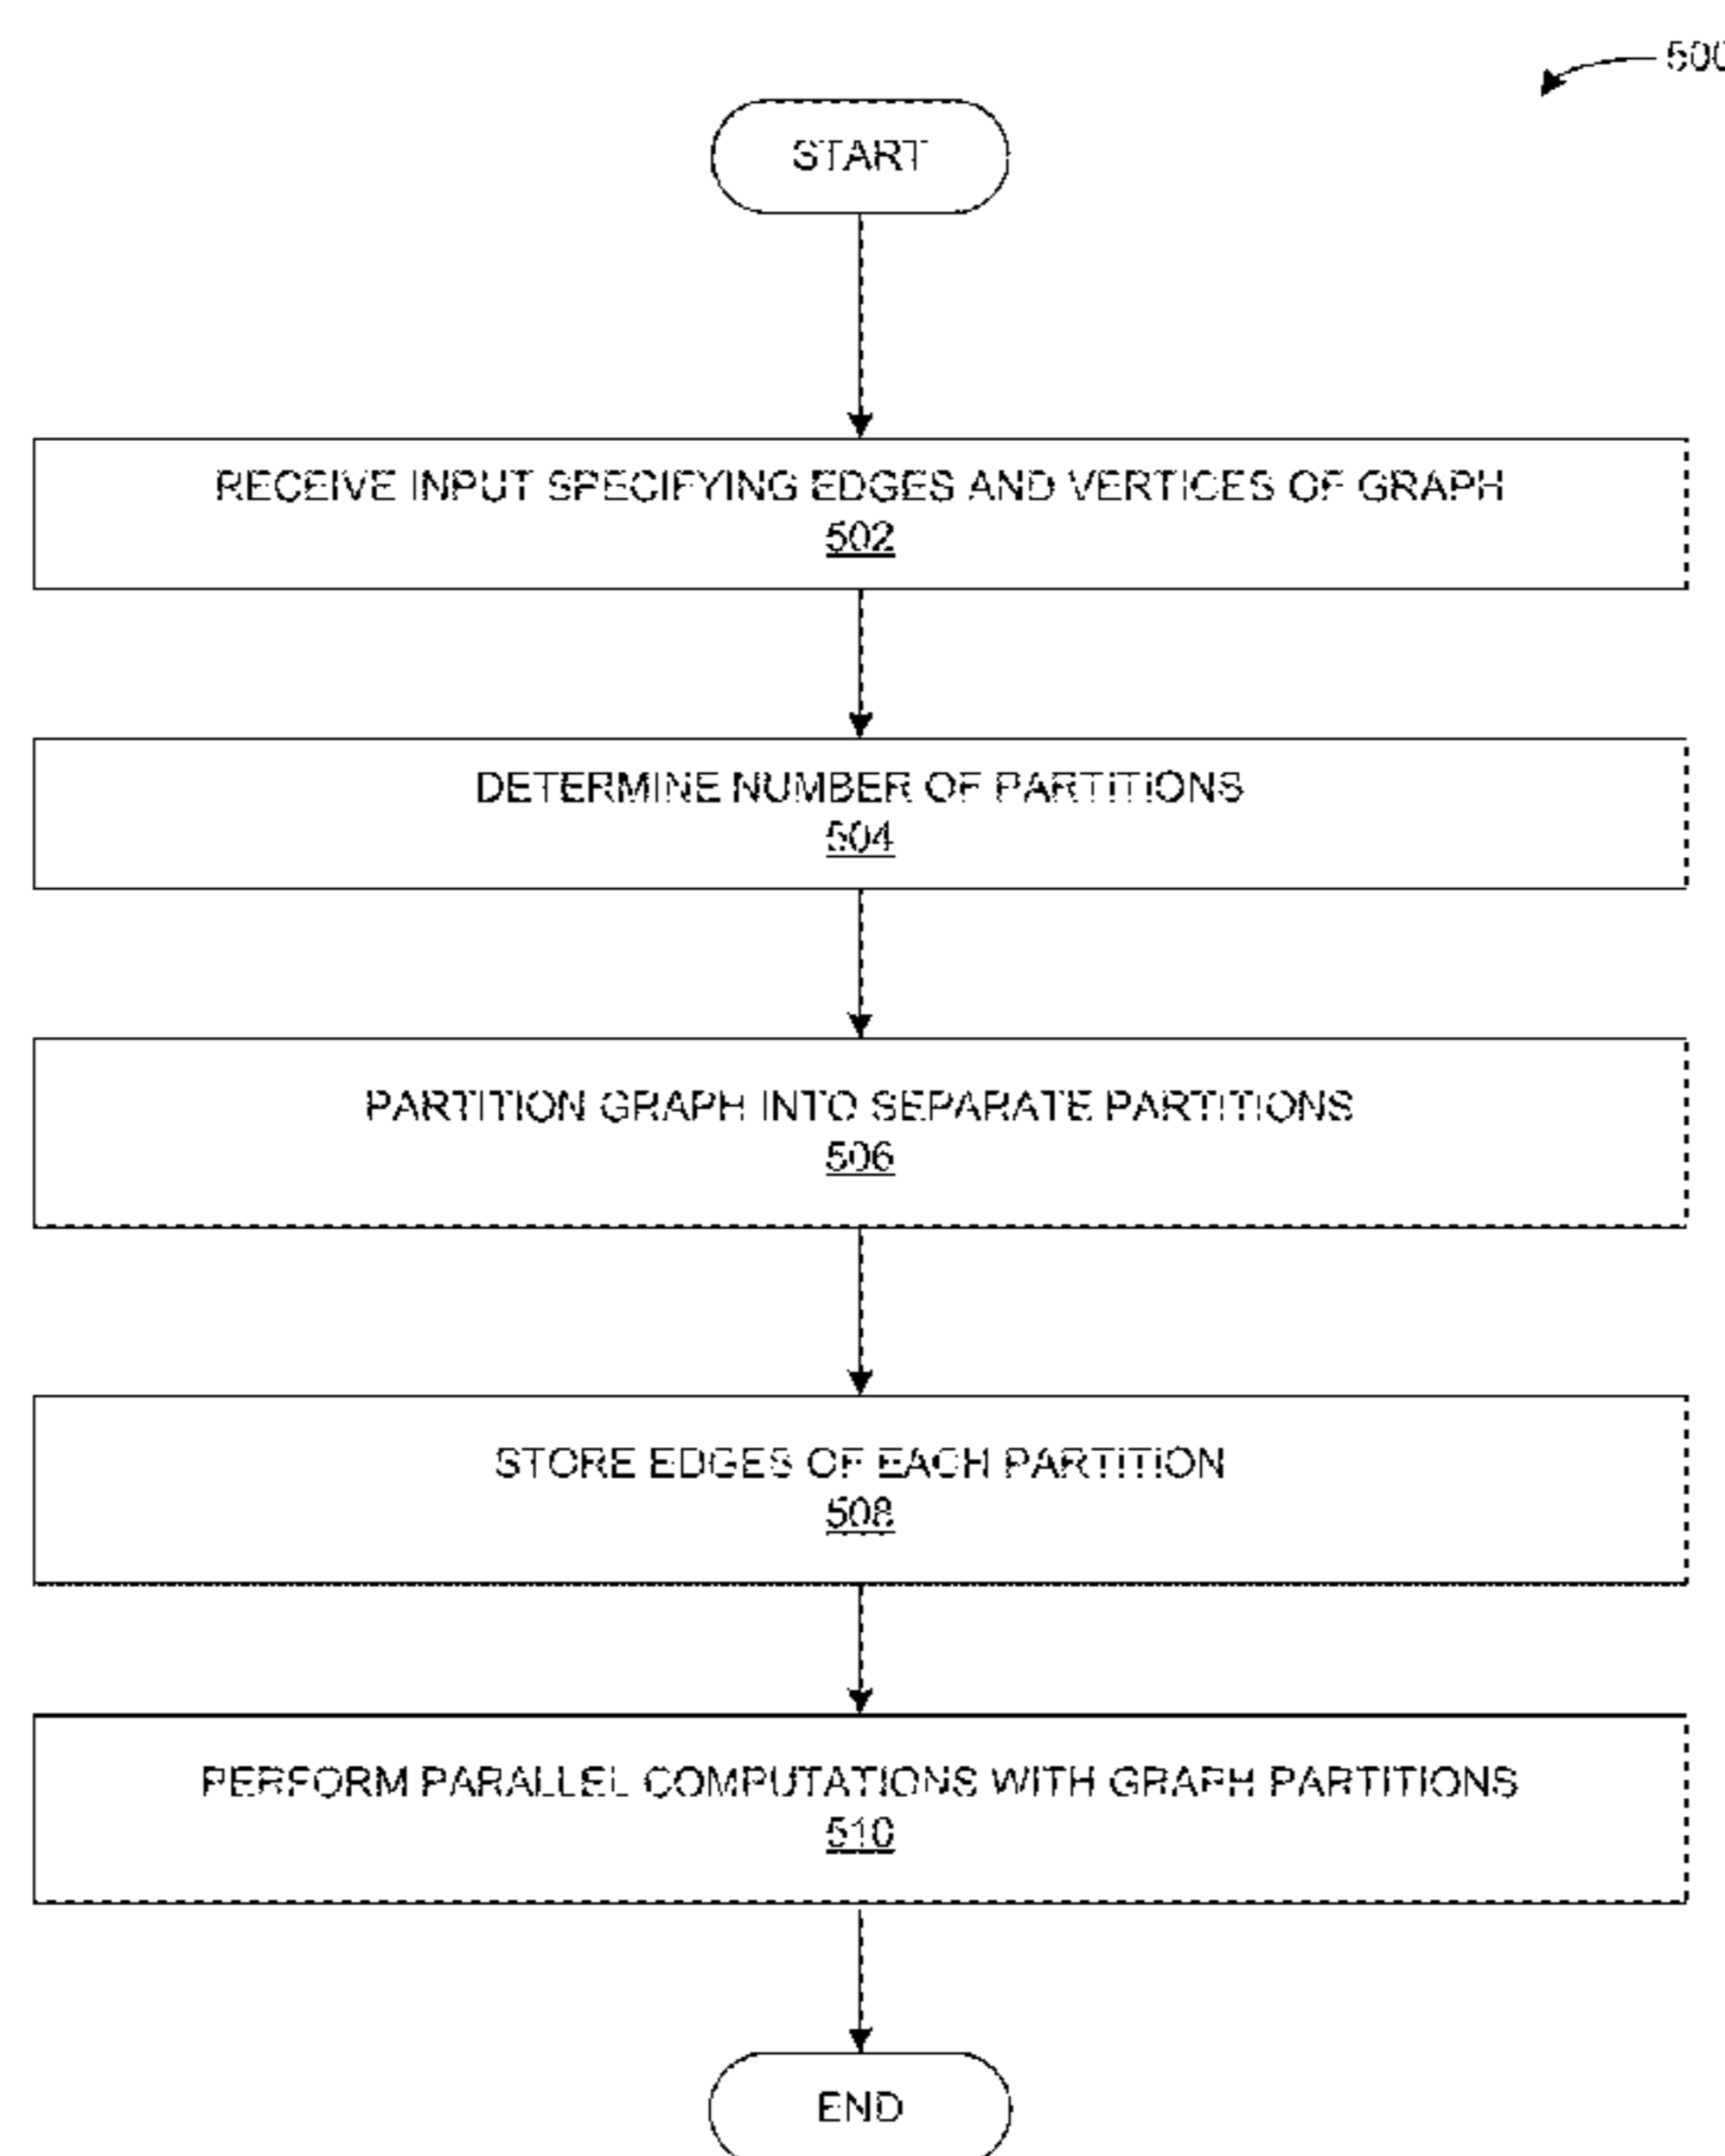 500
START
RECEIVE INPUT SPECIFYING EDGES AND VERTICES OF GRAPH
502
DETERMINE NUMBER OF PARTITIONS
504
PARTITION GRAPH INTO SEPARATE PARTITIONS
506
STORE EDGES OF EACH PARTITION
508
PERFORM PARALLEL COMPUTATIONS WITH GRAPH PARTITIONS
510
END